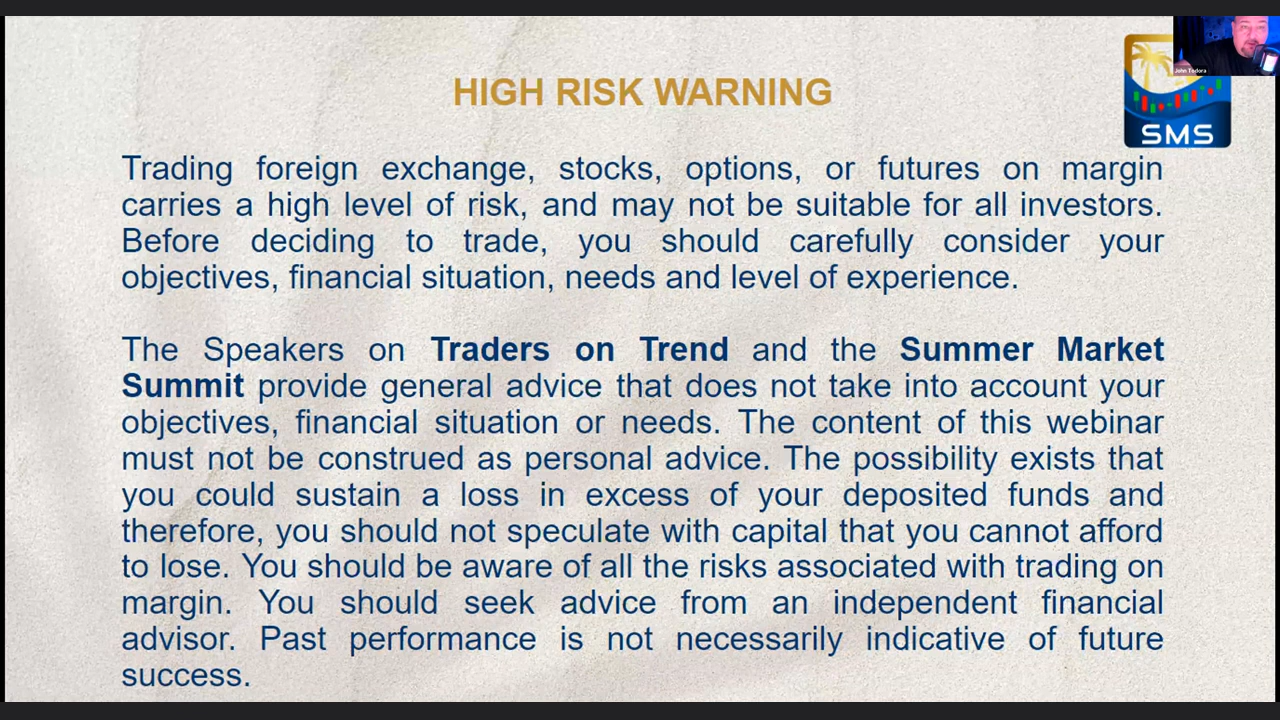 HIGH RISK WARNING
John Todora
SMS
Trading foreign exchange, stocks, options, or futures on margin
carries a high level of risk, and may not be suitable for all investors.
Before deciding to trade, you should carefully consider your
objectives, financial situation, needs and level of experience.
The Speakers on Traders on Trend and the Summer Market
Summit provide general advice that does not take into account your
objectives, financial situation or needs. The content of this webinar
must not be construed as personal advice. The possibility exists that
you could sustain a loss in excess of your deposited funds and
therefore, you should not speculate with capital that you cannot afford
to lose. You should be aware of all the risks associated with trading on
margin. You should seek advice from an independent financial
advisor. Past performance is not necessarily indicative of future
success.